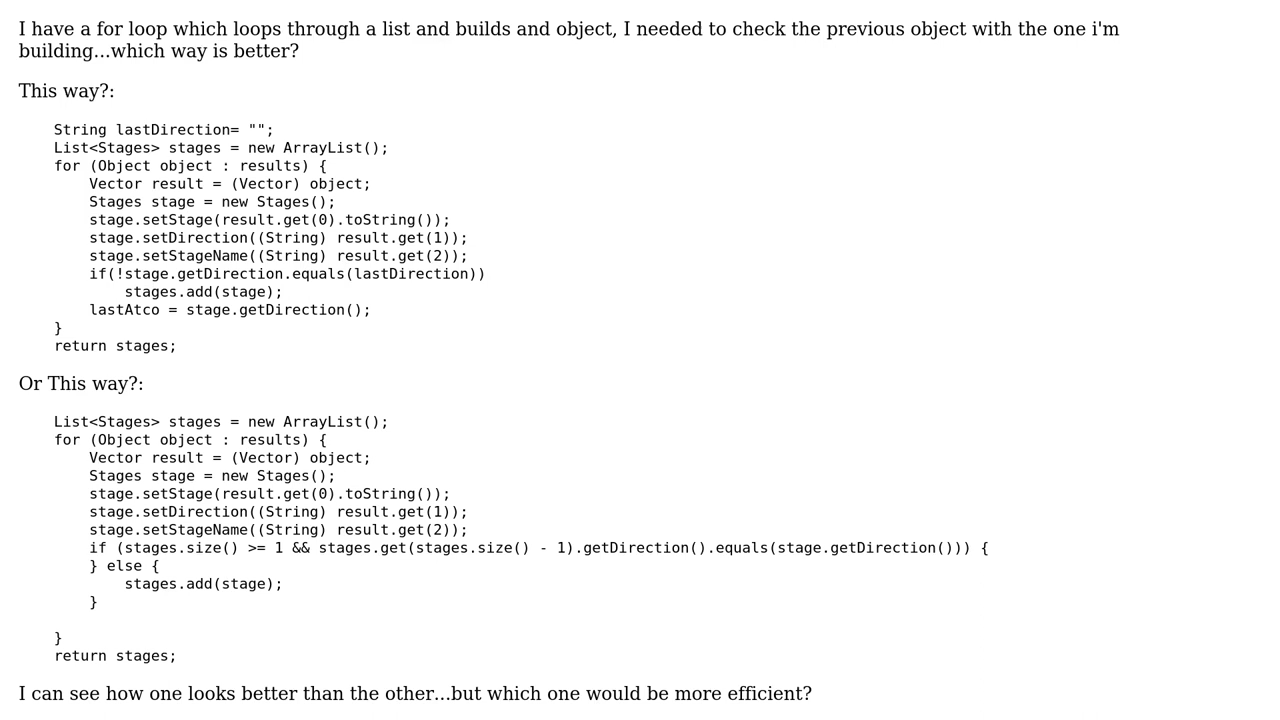 I have a for loop which loops through a list and builds and object, I needed to check the previous object with the one i'm
building...which way is better?
This way?:
String lastDirection= "";
List<Stages> stages = new ArrayList();
for (Object object : results) {
    Vector result = (Vector) object;
    Stages stage = new Stages();
    stage.setStage(result.get(0).toString());
    stage.setDirection((String) result.get(1));
    stage.setStageName((String) result.get(2));
    if(!stage.getDirection.equals(lastDirection))
        stages.add(stage);
    lastAtco = stage.getDirection();
}
return stages;
Or This way?:
List<Stages> stages = new ArrayList();
for (Object object : results) {
    Vector result = (Vector) object;
    Stages stage = new Stages();
    stage.setStage(result.get(0).toString());
    stage.setDirection((String) result.get(1));
    stage.setStageName((String) result.get(2));
    if (stages.size() >= 1 && stages.get(stages.size() - 1).getDirection().equals(stage.getDirection())) {
    } else {
        stages.add(stage);
    }
}
return stages;
I can see how one looks better than the other...but which one would be more efficient?